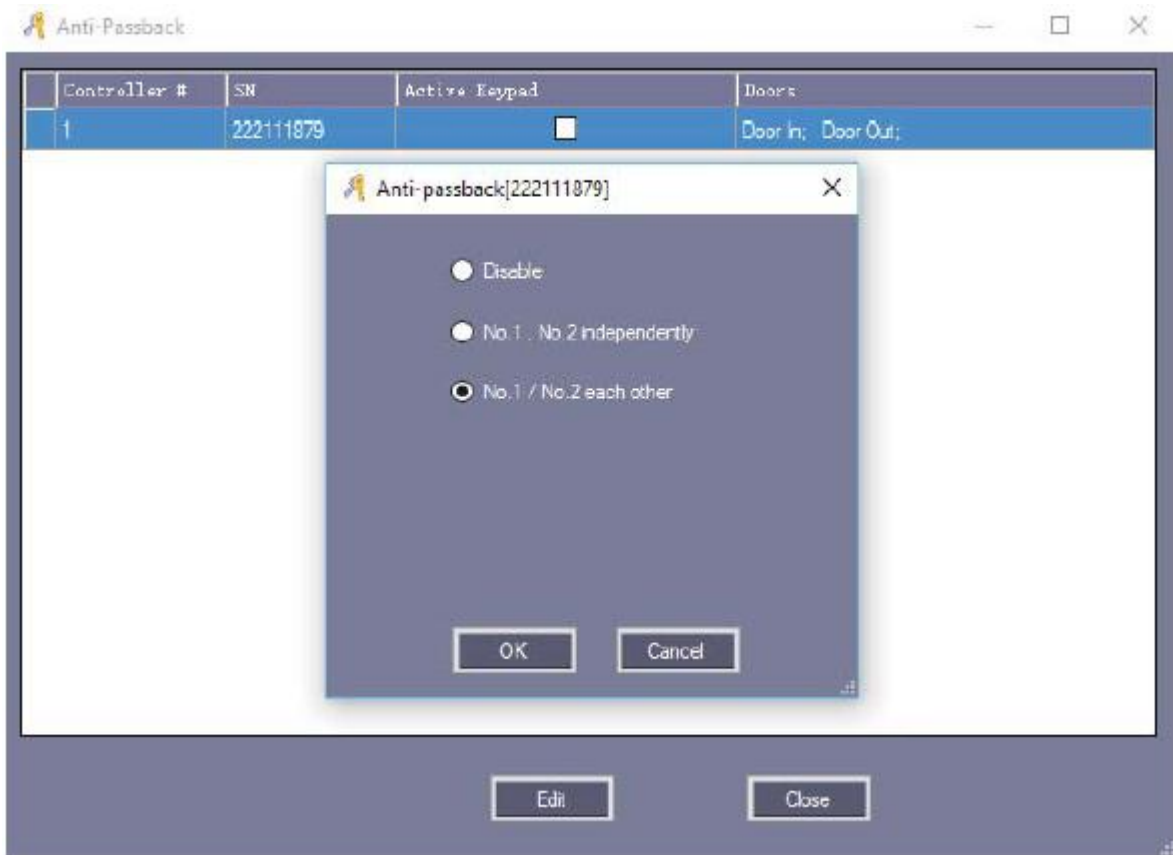 Anti-Passback
Controller # SN Active Keypad Doors
1 222111879 Door In; Door Out;
Anti-passback[222111879]
Disable
No.1 . No.2 independently
No.1 / No.2 each other
OK Cancel
Edit Close